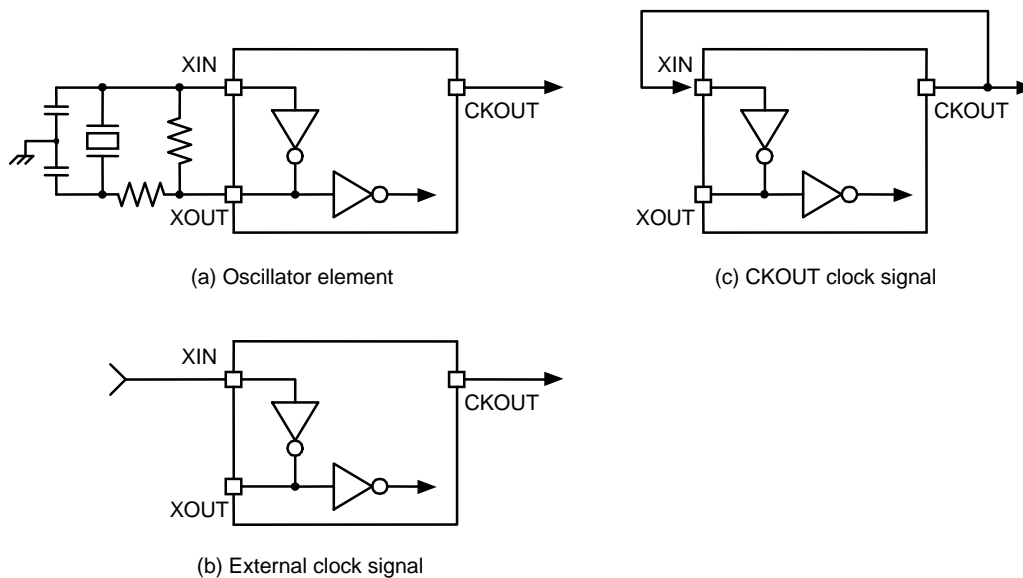 XIN
CKOUT
XOUT
(a) Oscillator element
XIN
CKOUT
XOUT
(c) CKOUT clock signal
XIN
CKOUT
XOUT
(b) External clock signal